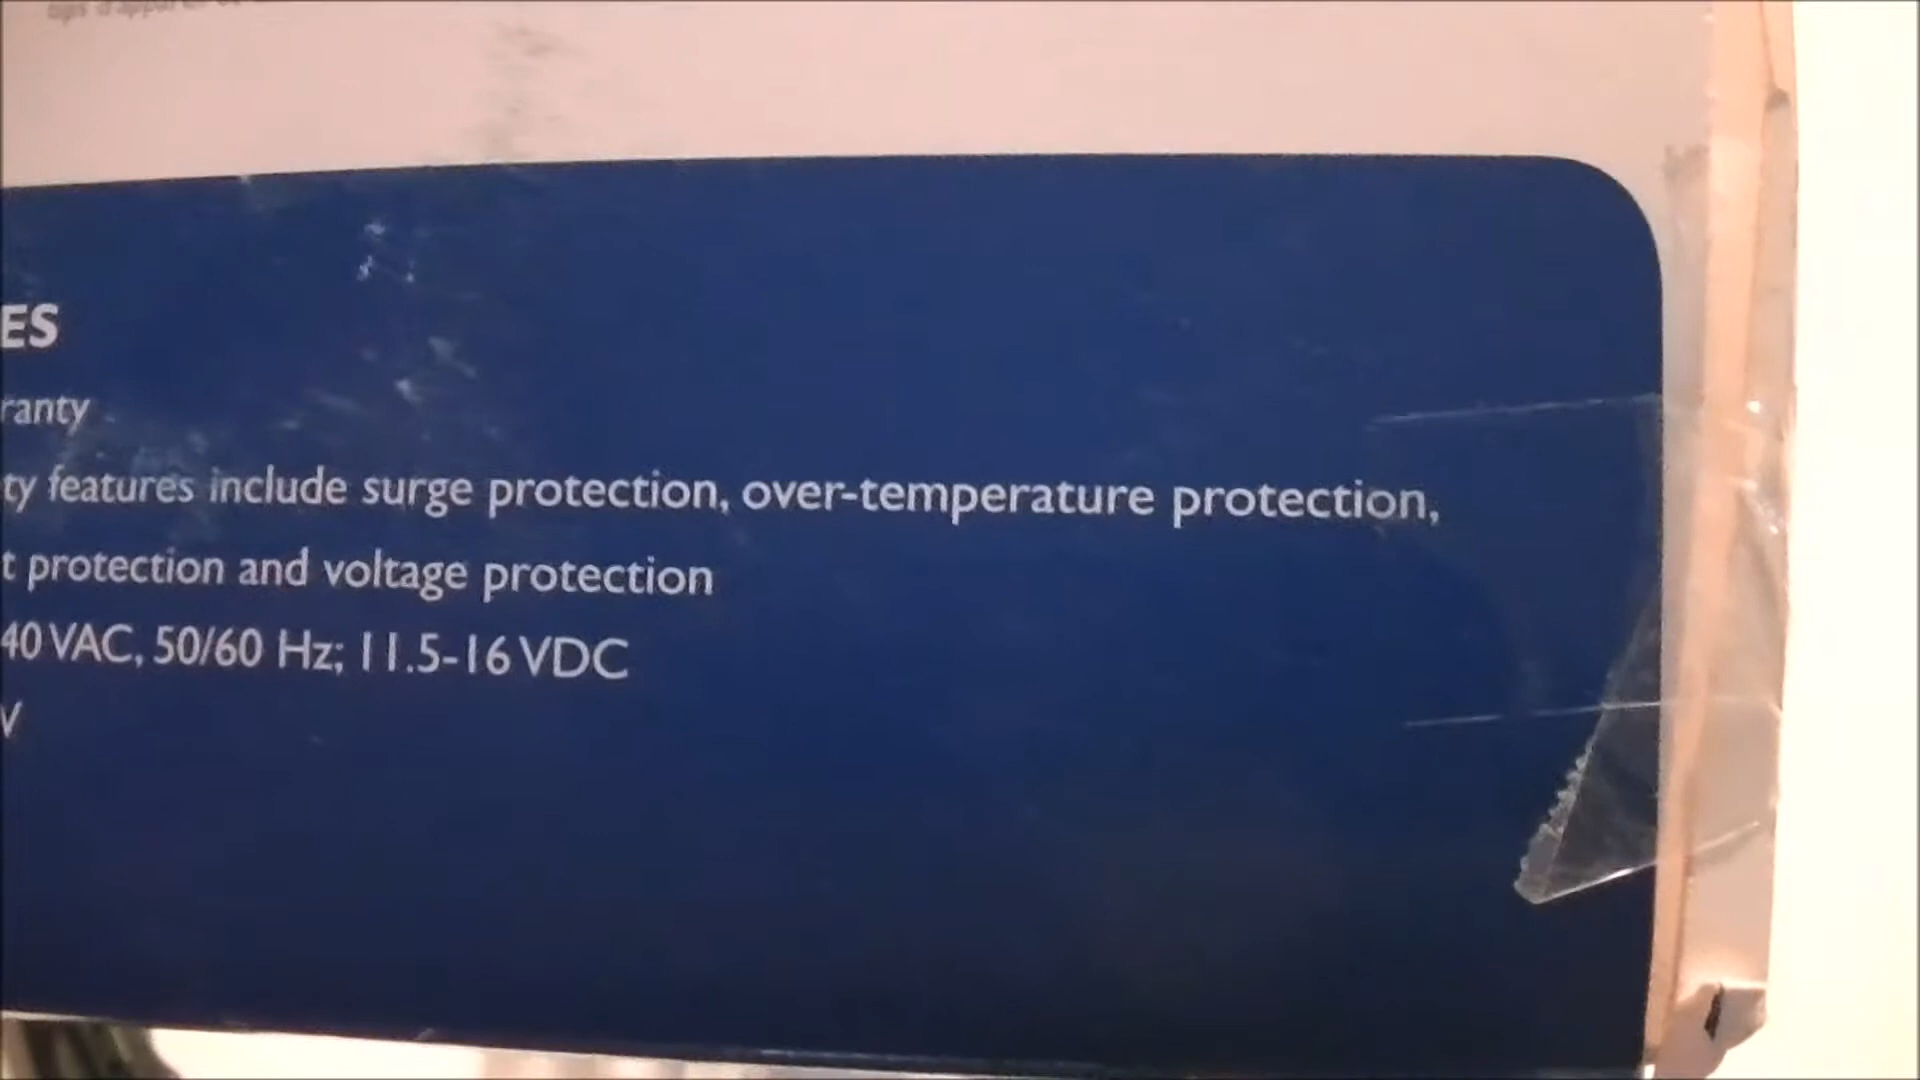 ES
ranty
ty features include surge protection, over-temperature protection,
t protection and voltage protection
40 VAC, 50/60 Hz; 11.5-16 VDC
V